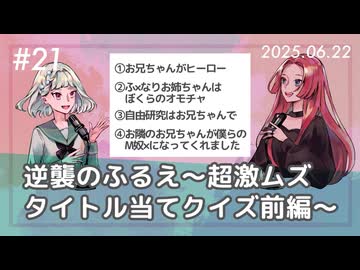 #21
2025.06.22
①お兄ちゃんがヒーロー
②ふxなりお姉ちゃんは
ぼくらのオモチャ
③自由研究はお兄ちゃんで
④お隣のお兄ちゃんが僕らの
M奴xになってくれました
逆襲のふるえ〜超激ムズ
タイトル当てクイズ前編〜